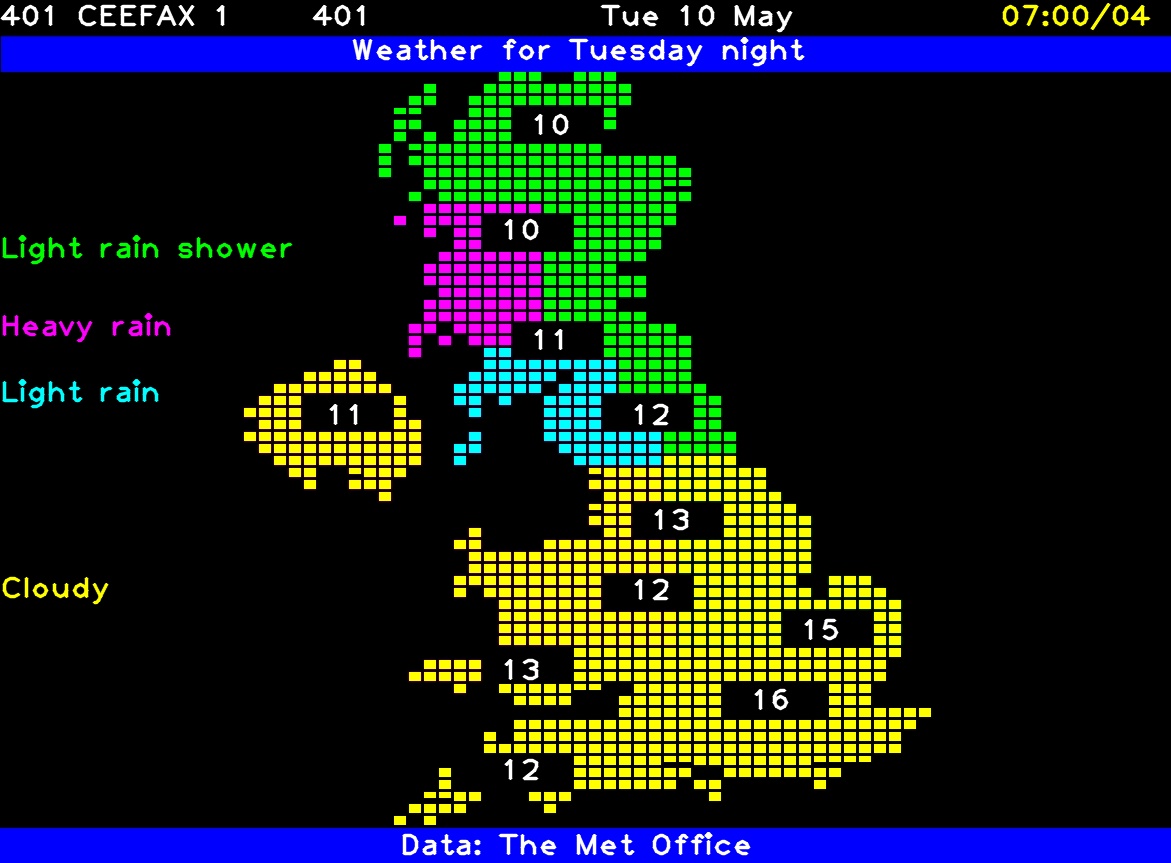 401 CEEFAX 1 401 Tue 10 May 07:00/04
Weather for Tuesday night
10
10
Light rain shower
Heavy rain
11
Light rain
11 12
13
Cloudy 12
15
13
16
12
Data: The Met Office